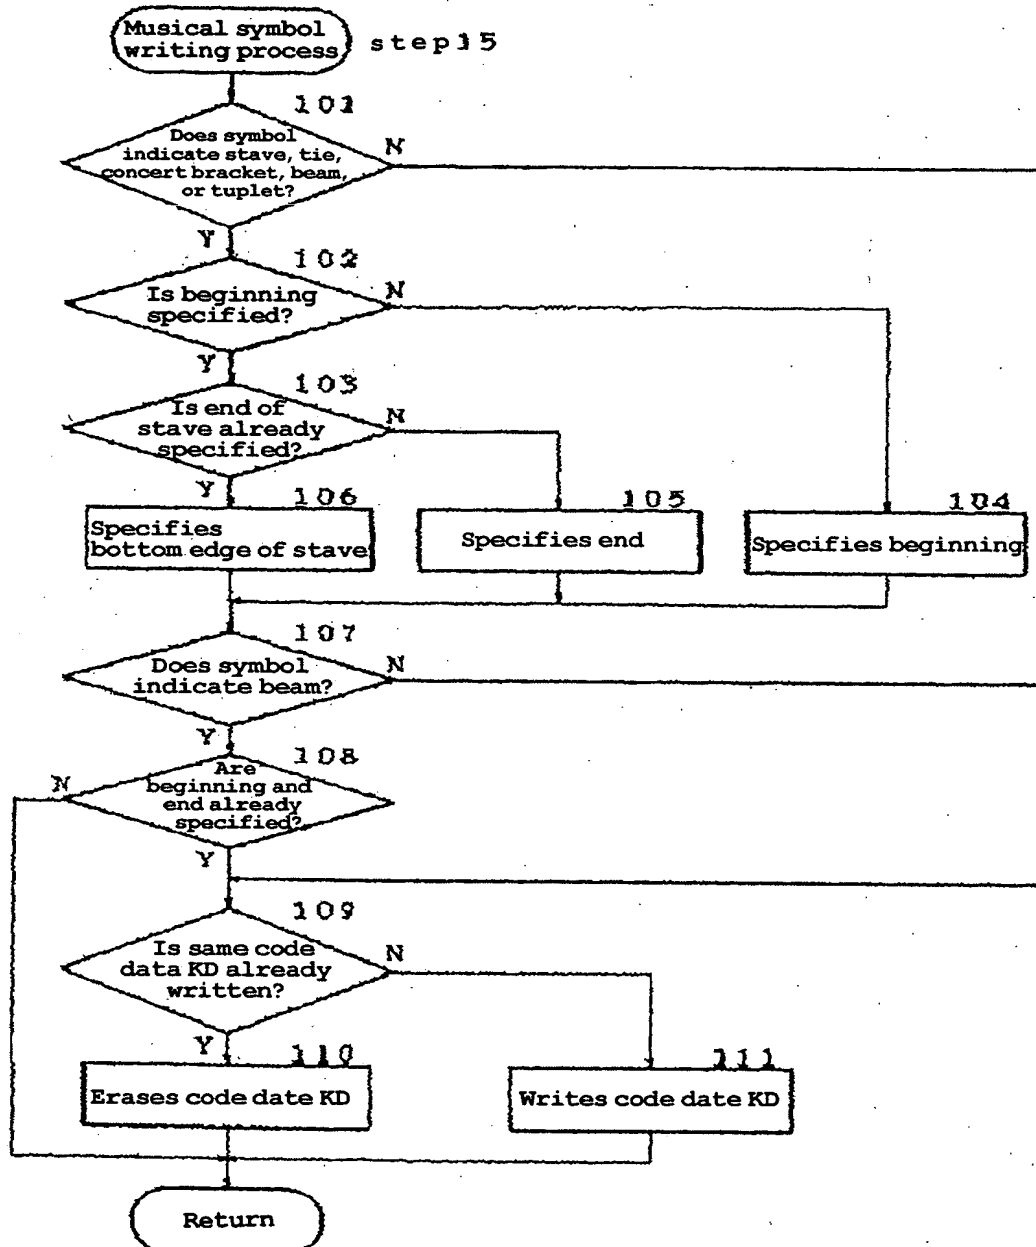 Musical symbol
writing process
step15
101
Does symbol
indicate stave, tie,
concert bracket, beam,
or tuplet?
N
Y
102
Is beginning
specified?
N
Y
103
Is end of
stave already
specified?
N
Y
106
Specifies
bottom edge of stave
105
Specifies end
104
Specifies beginning
107
Does symbol
indicate beam?
N
Y
108
Are
beginning and
end already
specified?
N
Y
109
Is same code
data KD already
written?
N
Y
110
Erases code date KD
111
Writes code date KD
Return